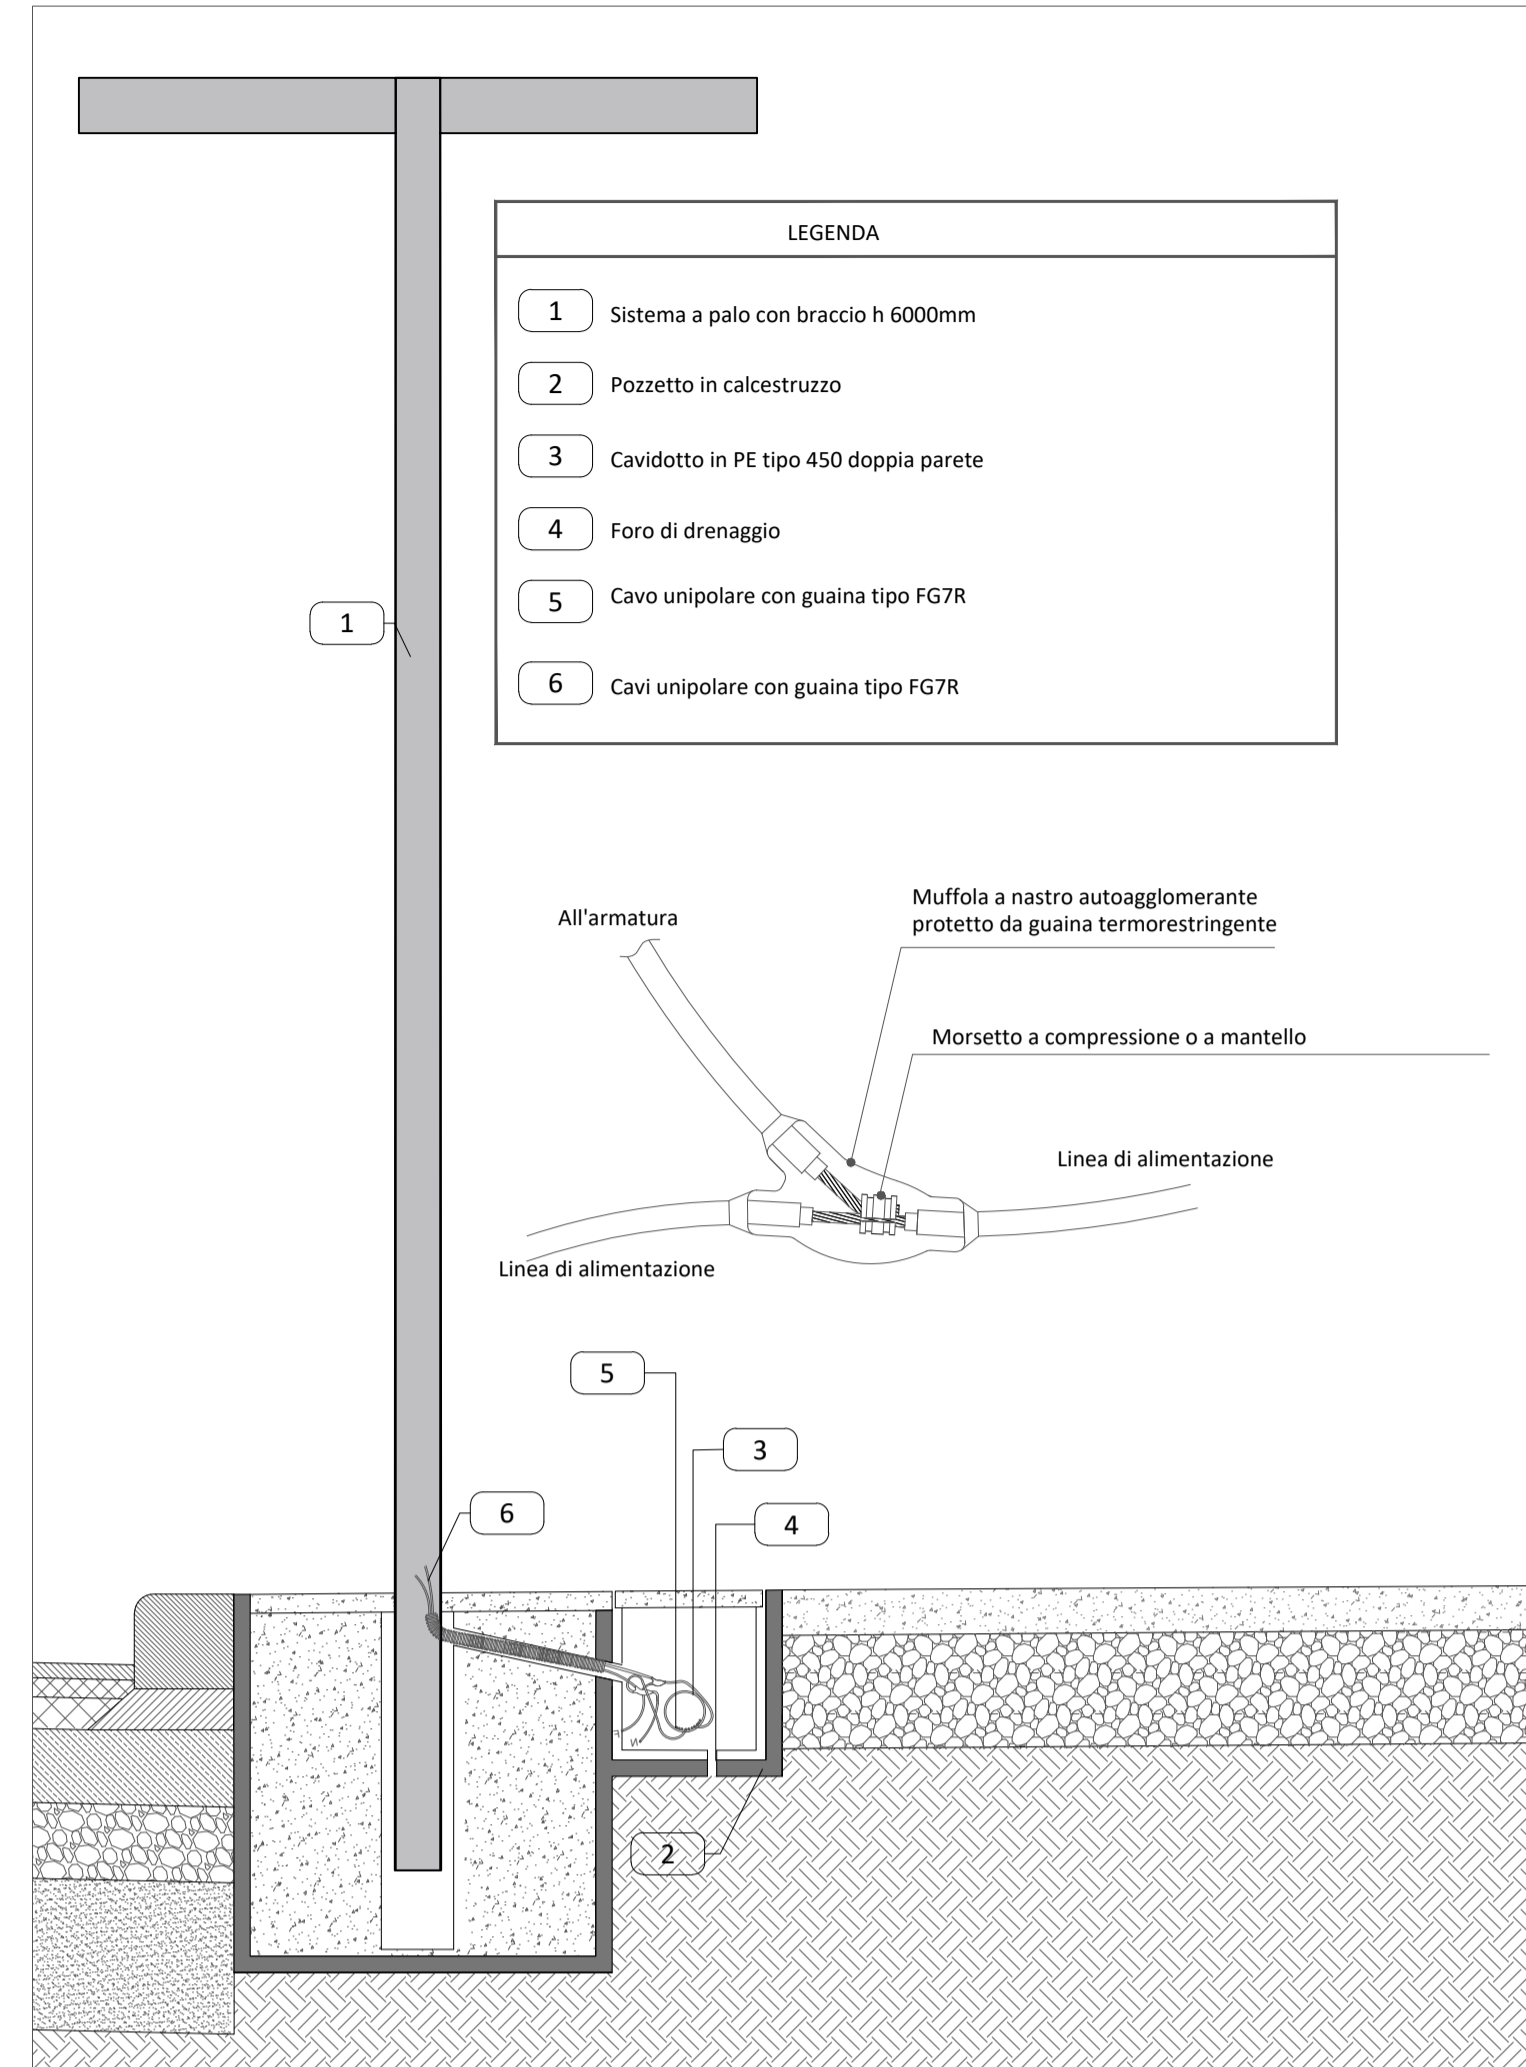 LEGENDA
1 Sistema a palo con braccio h 6000mm
2 Pozzetto in calcestruzzo
3 Cavidotto in PE tipo 450 doppia parete
4 Foro di drenaggio
5 Cavo unipolare con guaina tipo FG7R
1
6 Cavi unipolare con guaina tipo FG7R
Muffola a nastro autoagglomerante
protetto da guaina termorestringente
All'armatura
Morsetto a compressione o a mantello
Linea di alimentazione
Linea di alimentazione
5
3
6
4
2